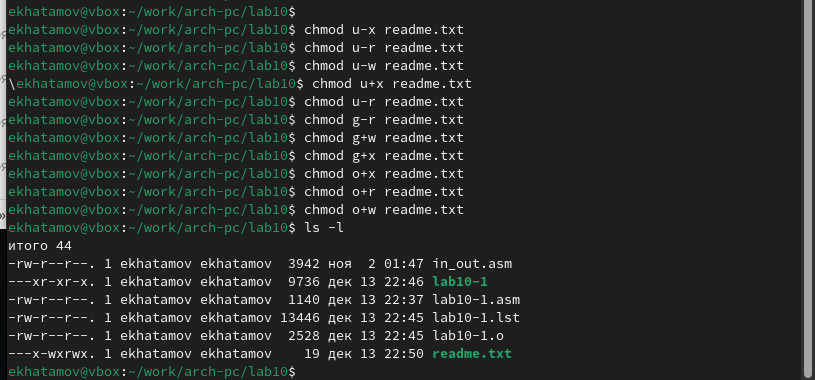 ekhatamov@vbox:~/work/arch-pc/lab10$
ekhatamov@vbox:~/work/arch-pc/lab10$ chmod u-x readme.txt
ekhatamov@vbox:~/work/arch-pc/lab10$ chmod u-r readme.txt
ekhatamov@vbox:~/work/arch-pc/lab10$ chmod u-w readme.txt
\ekhatamov@vbox:~/work/arch-pc/lab10$ chmod u+x readme.txt
ekhatamov@vbox:~/work/arch-pc/lab10$ chmod u-r readme.txt
ekhatamov@vbox:~/work/arch-pc/lab10$ chmod g-r readme.txt
ekhatamov@vbox:~/work/arch-pc/lab10$ chmod g+w readme.txt
ekhatamov@vbox:~/work/arch-pc/lab10$ chmod g+x readme.txt
ekhatamov@vbox:~/work/arch-pc/lab10$ chmod o+x readme.txt
ekhatamov@vbox:~/work/arch-pc/lab10$ chmod o+r readme.txt
ekhatamov@vbox:~/work/arch-pc/lab10$ chmod o+w readme.txt
ekhatamov@vbox:~/work/arch-pc/lab10$ ls -l
итого 44
-rw-r--r--. 1 ekhatamov ekhatamov  3942 ноя  2 01:47 in_out.asm
---xr-xr-x. 1 ekhatamov ekhatamov  9736 дек 13 22:46 lab10-1
-rw-r--r--. 1 ekhatamov ekhatamov  1140 дек 13 22:37 lab10-1.asm
-rw-r--r--. 1 ekhatamov ekhatamov 13446 дек 13 22:45 lab10-1.lst
-rw-r--r--. 1 ekhatamov ekhatamov  2528 дек 13 22:45 lab10-1.o
---x-wxrwx. 1 ekhatamov ekhatamov    19 дек 13 22:50 readme.txt
ekhatamov@vbox:~/work/arch-pc/lab10$